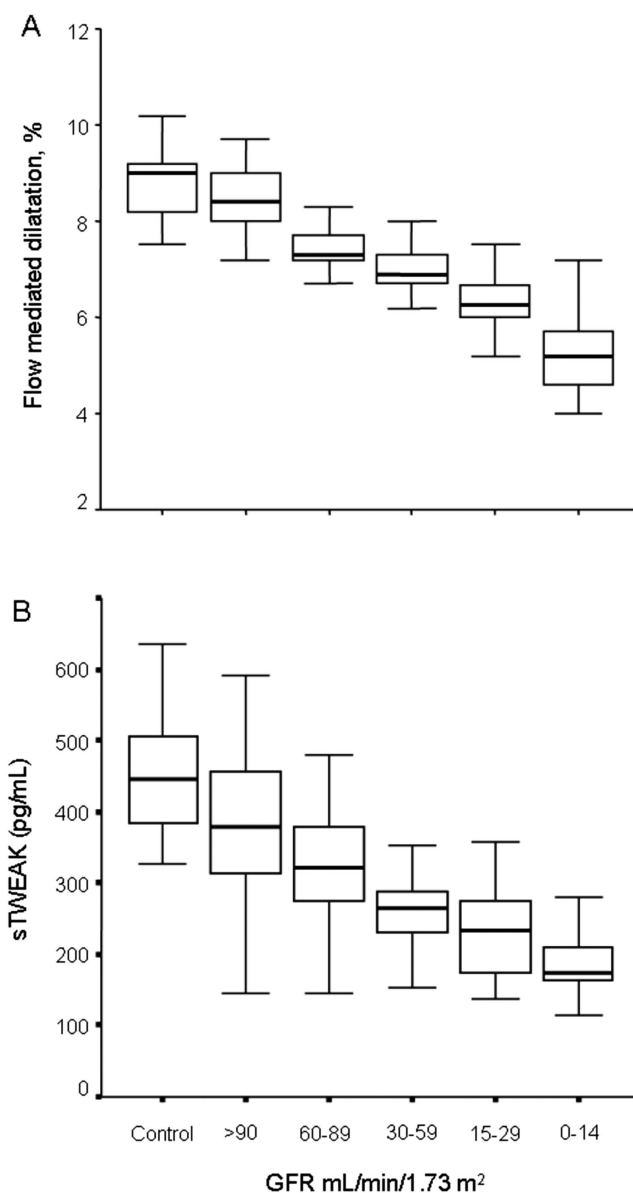 A
12
10
8
6
4
2
Flow mediated dilatation, %
B
600
500
400
300
200
100
0
sTWEAK (pg/mL)
Control >90 60-89 30-59 15-29 0-14
GFR mL/min/1.73 m²